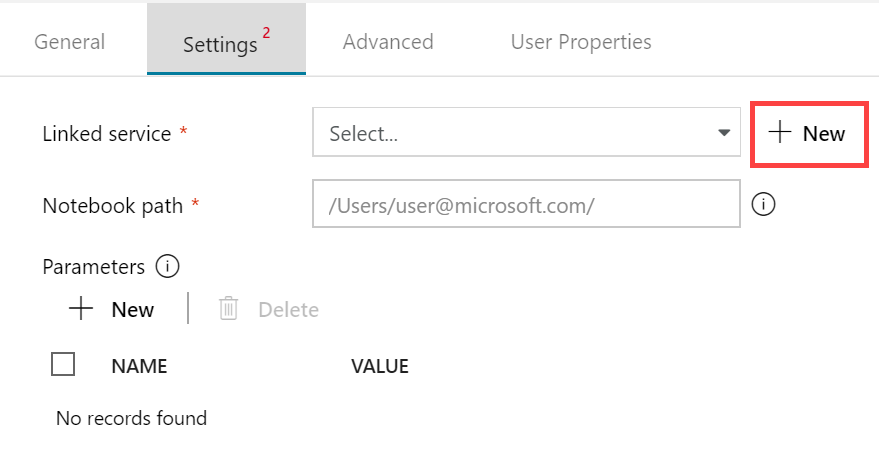 General Settings 2 Advanced User Properties
Linked service * Select... + New
Notebook path * /Users/user@microsoft.com/ i
Parameters i
+ New | Delete
NAME VALUE
No records found